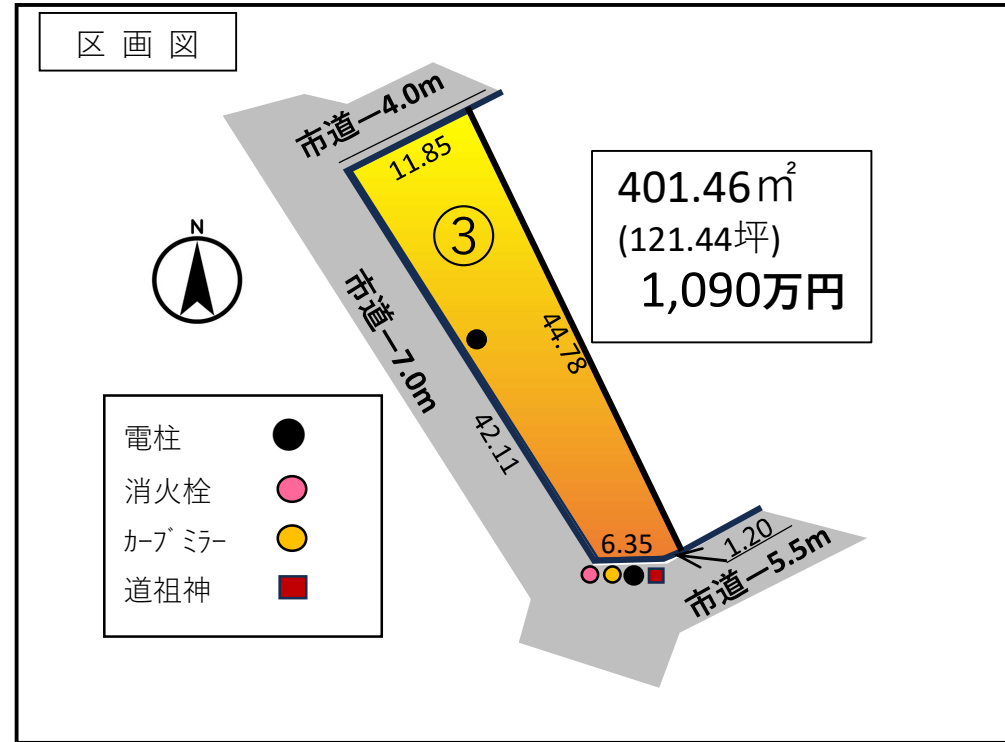 区画図
市道ー4.0m
11.85
③
401.46㎡
(121.44坪)
1,090万円
N
市道ー7.0m
44.78
42.11
電柱
消火栓
ｶｰﾌﾞﾐﾗｰ
道祖神
6.35
1.20
市道ー5.5m